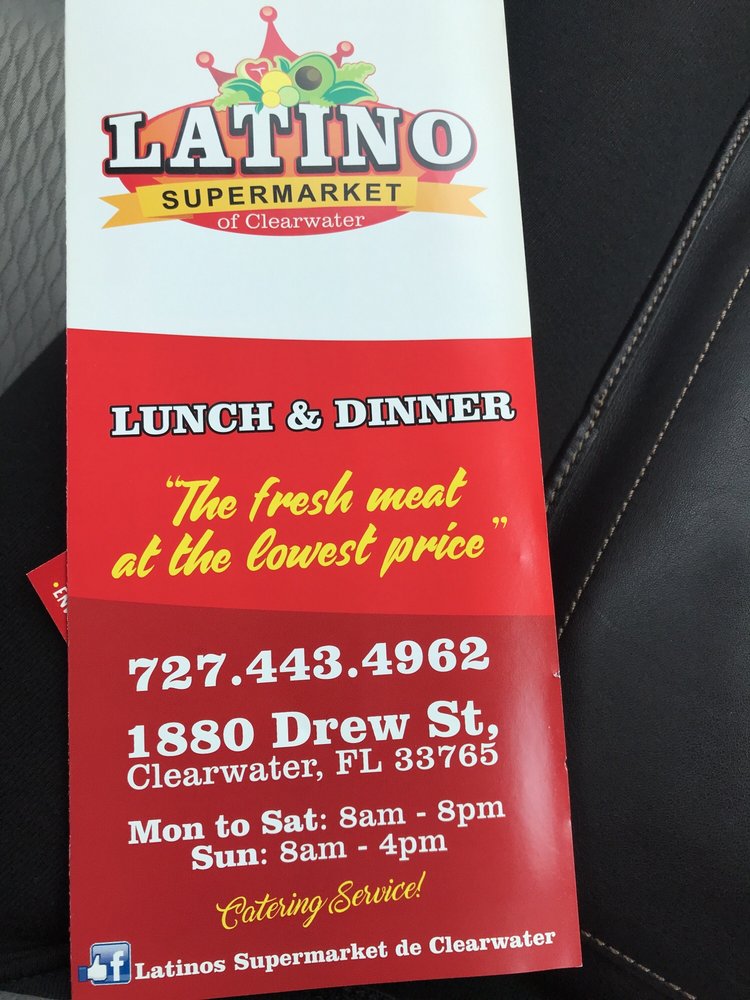 LATINO
SUPERMARKET
of Clearwater
LUNCH & DINNER
"The fresh meat
at the lowest price"
727.443.4962
1880 Drew St,
Clearwater, FL 33765
Mon to Sat: 8am - 8pm
Sun: 8am - 4pm
Catering Service!
f Latinos Supermarket de Clearwater